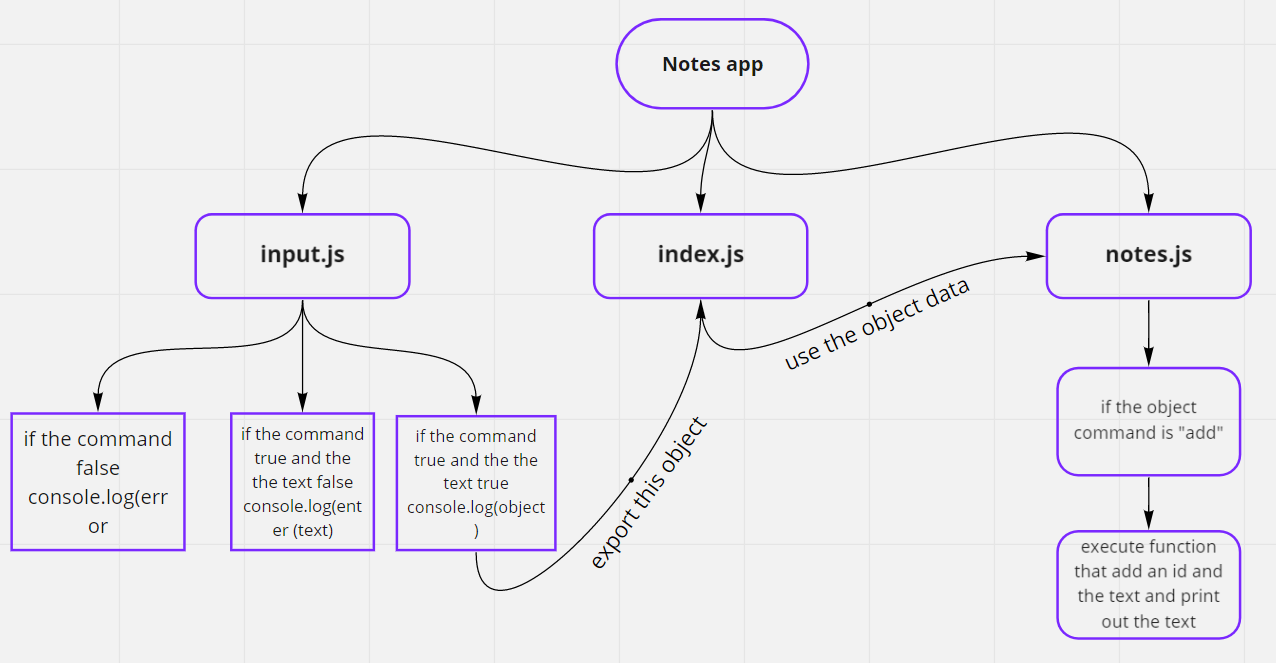 Notes app
input.js
index.js
notes.js
use the object data
export this object
if the command
false
console.log(err
or
if the command
true and the
the text false
console.log(ent
er (text)
if the command
true and the the
text true
console.log(object
)
if the object
command is "add"
execute function
that add an id and
the text and print
out the text